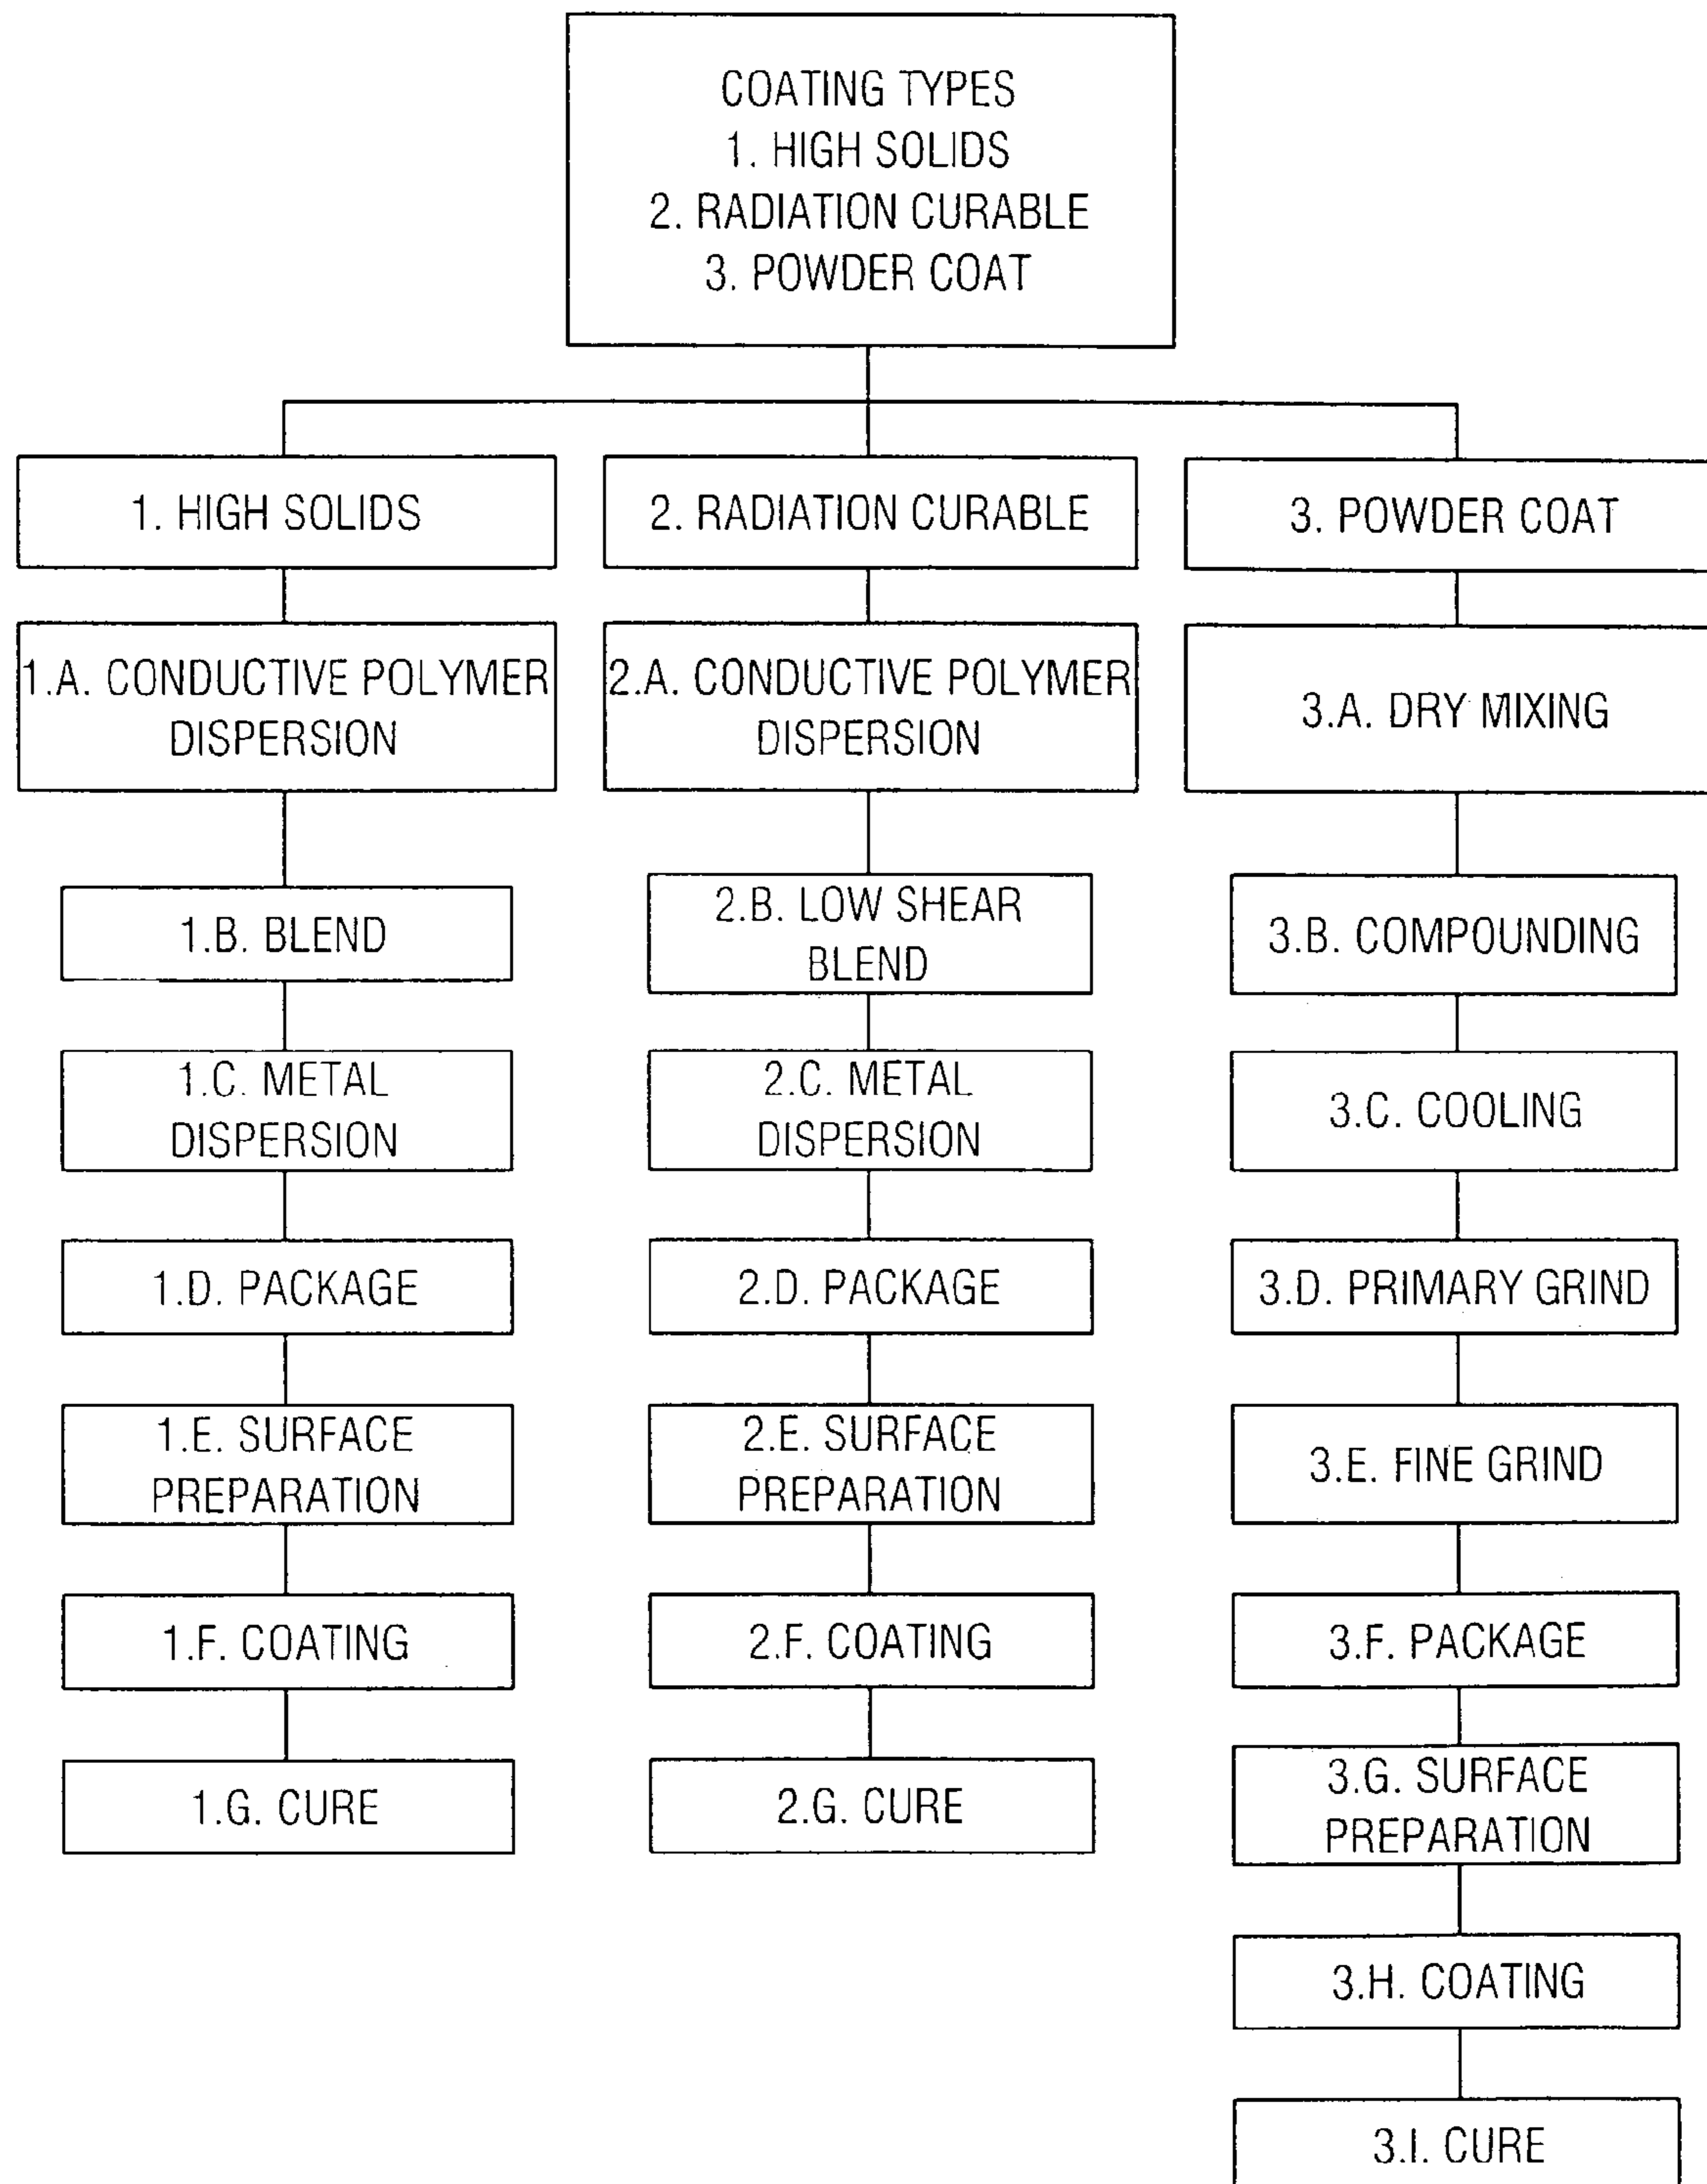 COATING TYPES
1. HIGH SOLIDS
2. RADIATION CURABLE
3. POWDER COAT
1. HIGH SOLIDS
1.A. CONDUCTIVE POLYMER
DISPERSION
1.B. BLEND
1.C. METAL
DISPERSION
1.D. PACKAGE
1.E. SURFACE
PREPARATION
1.F. COATING
1.G. CURE
2. RADIATION CURABLE
2.A. CONDUCTIVE POLYMER
DISPERSION
2.B. LOW SHEAR
BLEND
2.C. METAL
DISPERSION
2.D. PACKAGE
2.E. SURFACE
PREPARATION
2.F. COATING
2.G. CURE
3. POWDER COAT
3.A. DRY MIXING
3.B. COMPOUNDING
3.C. COOLING
3.D. PRIMARY GRIND
3.E. FINE GRIND
3.F. PACKAGE
3.G. SURFACE
PREPARATION
3.H. COATING
3.I. CURE